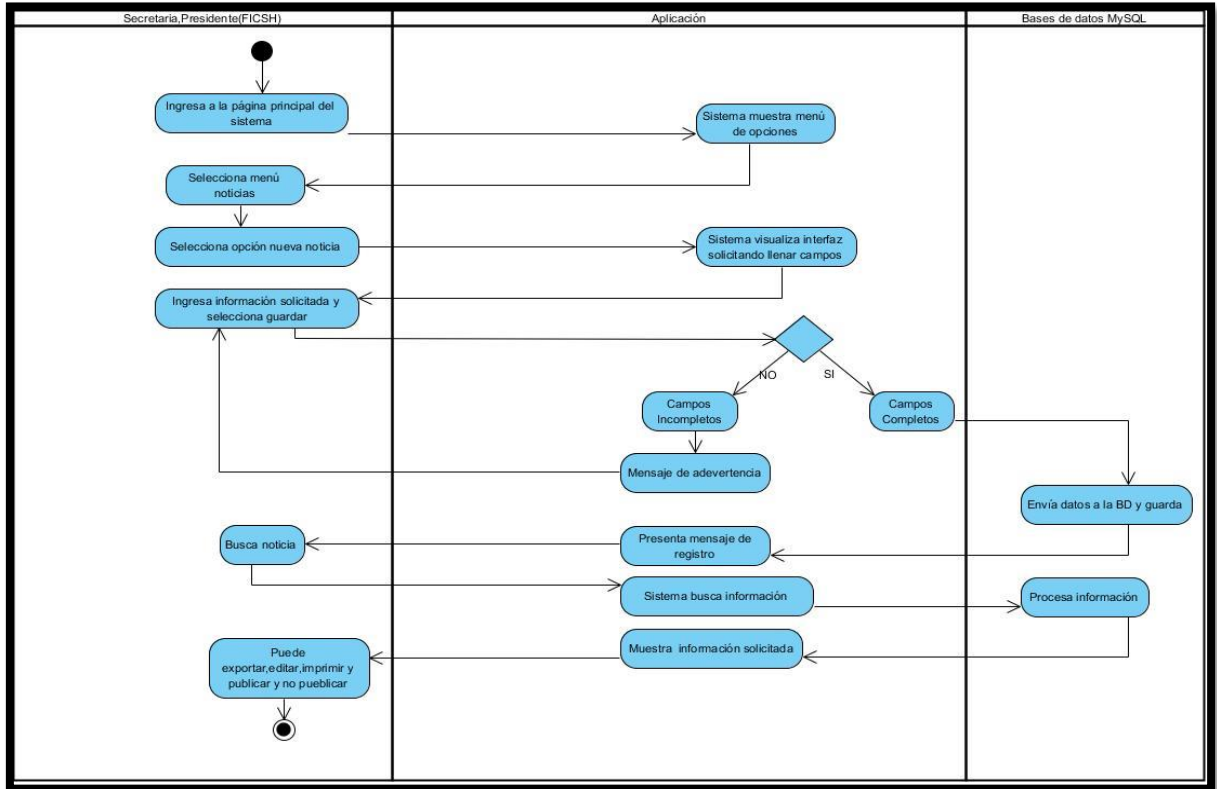 Secretaria,Presidente(FICSH)
Aplicación
Bases de datos MySQL
Ingresa a la página principal del
sistema
Sistema muestra menú
de opciones
Selecciona menú
noticias
Selecciona opción nueva noticia
Sistema visualiza interfaz
solicitando llenar campos
Ingresa información solicitada y
selecciona guardar
NO
SI
Campos
Incompletos
Campos
Completos
Mensaje de adevertencia
Envía datos a la BD y guarda
Presenta mensaje de
registro
Busca noticia
Sistema busca información
Procesa información
Muestra información solicitada
Puede
exportar,editar,imprimir y
publicar y no pueblicar